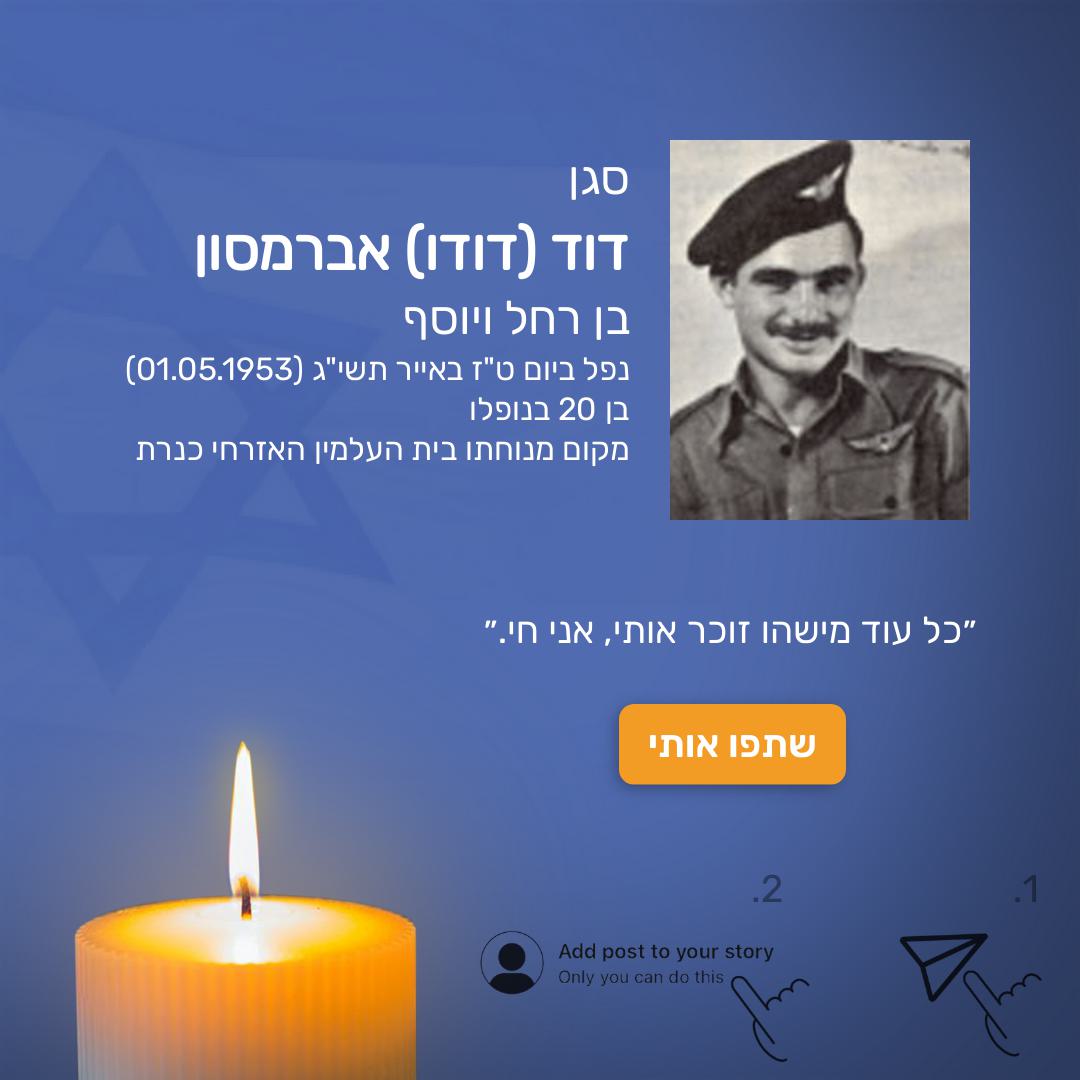 סגן
דוד (דודו) אברמסון
בן רחל ויוסף
נפל ביום ט"ז באייר תשי"ג (01.05.1953)
בן 20 בנופלו
מקום מנוחתו בית העלמין האזרחי כנרת
״כל עוד מישהו זוכר אותי, אני חי.״
שתפו אותי
1.
2.
Add post to your story
Only you can do this